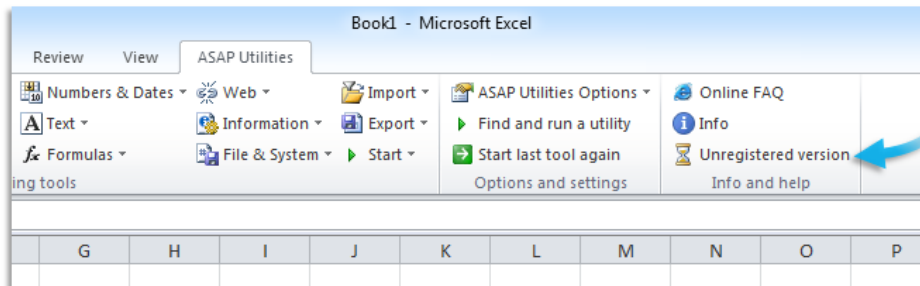 Book1 - Microsoft Excel
Review View ASAP Utilities
Numbers & Dates Web Import ASAP Utilities Options Online FAQ
Text Information Export Find and run a utility Info
Formulas File & System Start Start last tool again Unregistered version
ing tools Options and settings Info and help
G H I J K L M N O P